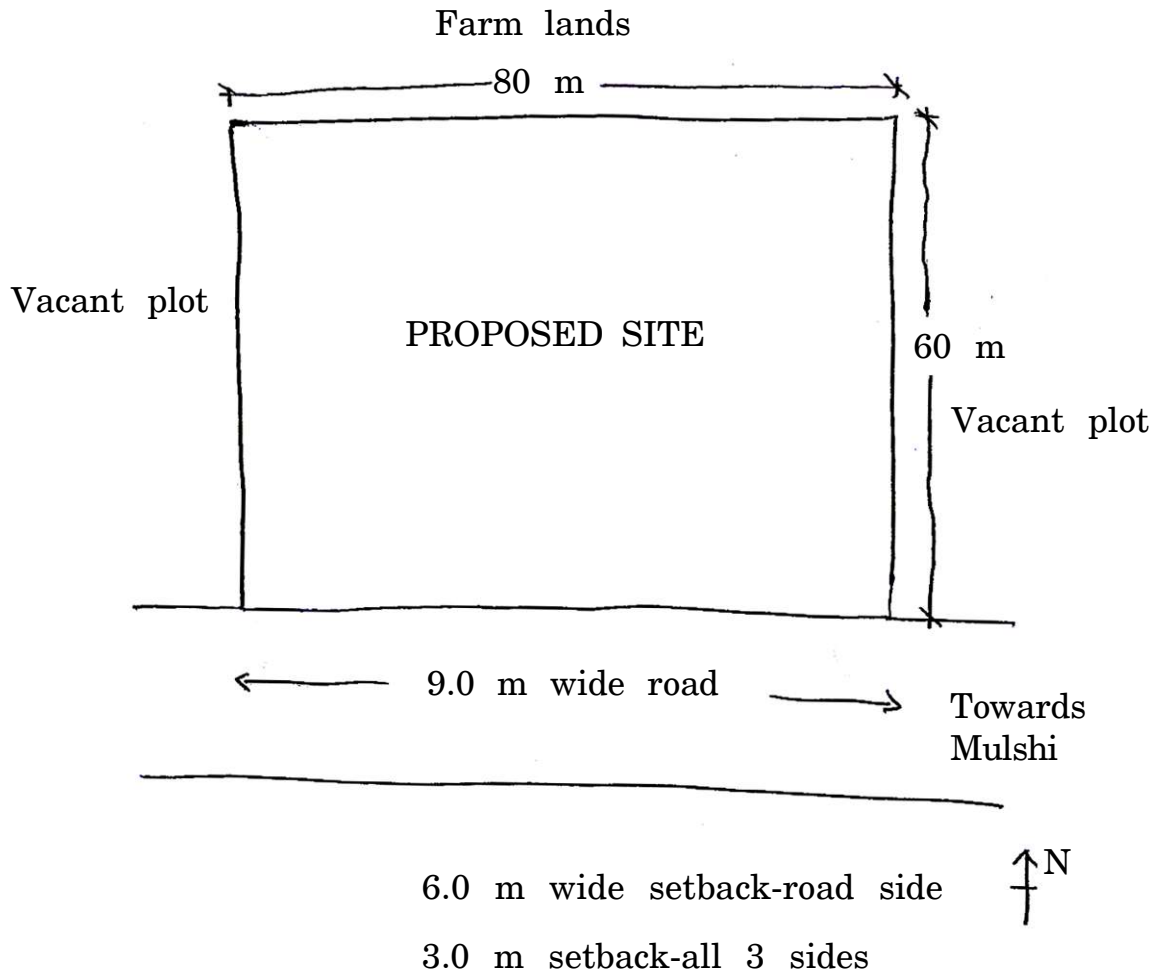 Farm lands
80 m
Vacant plot
PROPOSED SITE
60 m
Vacant plot
9.0 m wide road
Towards
Mulshi
N
6.0 m wide setback-road side
3.0 m setback-all 3 sides